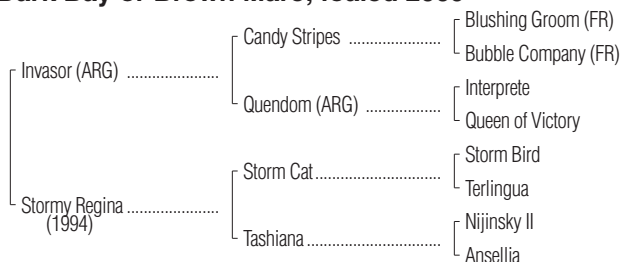 Dark Bay or Brown Mare; foaled
Blushing Groom (FR)
Candy Stripes ...................
Bubble Company (FR)
Invasor (ARG) ...................
Interprete
Quendom (ARG) ................
Queen of Victory
Storm Bird
Storm Cat..........................
Terlingua
Stormy Regina ...................
(1994)
Nijinsky II
Tashiana............................
Ansellia